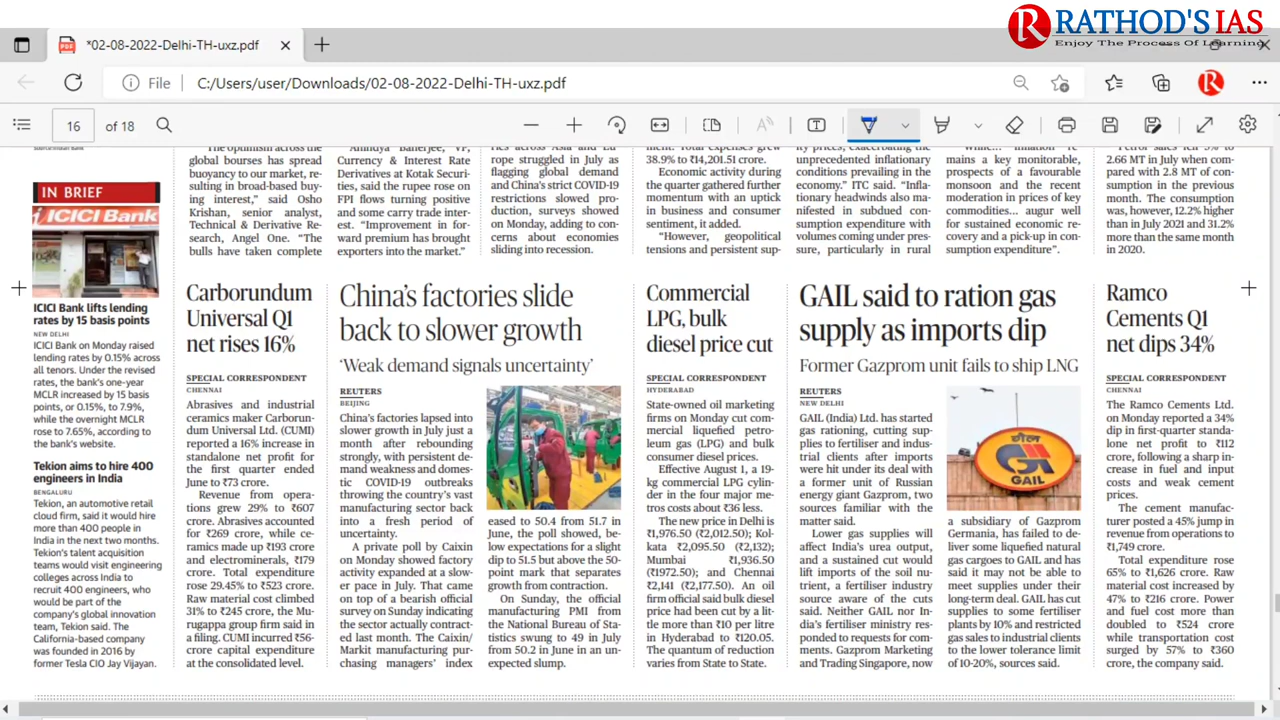 RATHOD'S IAS
Enjoy The Process Of Learning
*02-08-2022-Delhi-TH-uxz.pdf
File
C:/Users/user/Downloads/02-08-2022-Delhi-TH-uxz.pdf
16 of 18
The optimism across the
global bourses has spread
buoyancy to our market, re-
sulting in broad-based buy-
ing interest," said Osho
Krishan, senior analyst,
Technical & Derivative Re-
search, Angel One. "The
bulls have taken complete
Anindya Banerjee, VP,
Currency & Interest Rate
Derivatives at Kotak Securi-
ties, said the rupee rose on
FPI flows turning positive
and some carry trade inter-
est. "Improvement in for-
ward premium has brought
exporters into the market."
ries across Asia and Eu-
rope struggled in July as
flagging global demand
and China's strict COVID-19
restrictions slowed pro-
duction, surveys showed
on Monday, adding to con-
cerns about economies
sliding into recession.
ment. Total expenses grew
38.9% to ₹14,201.51 crore.
Economic activity during
the quarter gathered further
momentum with an uptick
in business and consumer
sentiment, it added.
"However, geopolitical
tensions and persistent sup-
ity prices, exacerbating the
unprecedented inflationary
conditions prevailing in the
economy." ITC said. "Infla-
tionary headwinds also ma-
nifested in subdued con-
sumption expenditure with
volumes coming under pres-
sure, particularly in rural
"While... inflation re-
mains a key monitorable,
prospects of a favourable
monsoon and the recent
moderation in prices of key
commodities... augur well
for sustained economic re-
covery and a pick-up in con-
sumption expenditure".
Petrol sales fell 5% to
2.66 MT in July when com-
pared with 2.8 MT of con-
sumption in the previous
month. The consumption
was, however, 12.2% higher
than in July 2021 and 31.2%
more than the same month
in 2020.
IN BRIEF
ICICI Bank
ICICI Bank lifts lending
rates by 15 basis points
NEW DELHI
ICICI Bank on Monday raised
lending rates by 0.15% across
all tenors. Under the revised
rates, the bank's one-year
MCLR increased by 15 basis
points, or 0.15%, to 7.9%,
while the overnight MCLR
rose to 7.65%, according to
the bank's website.
Tekion aims to hire 400
engineers in India
BENGALURU
Tekion, an automotive retail
cloud firm, said it would hire
more than 400 people in
India in the next two months.
Tekion's talent acquisition
teams would visit engineering
colleges across India to
recruit 400 engineers, who
would be part of the
company's global innovation
team, Tekion said. The
California-based company
was founded in 2016 by
former Tesla CIO Jay Vijayan.
Carborundum
Universal Q1
net rises 16%
SPECIAL CORRESPONDENT
CHENNAI
Abrasives and industrial
ceramics maker Carborun-
dum Universal Ltd. (CUMI)
reported a 16% increase in
standalone net profit for
the first quarter ended
June to ₹73 crore.
Revenue from opera-
tions grew 29% to ₹607
crore. Abrasives accounted
for ₹269 crore, while ce-
ramics made up ₹193 crore
and electrominerals, ₹179
crore. Total expenditure
rose 29.45% to ₹523 crore.
Raw material cost climbed
31% to ₹245 crore, the Mu-
rugappa group firm said in
a filing. CUMI incurred ₹56-
crore capital expenditure
at the consolidated level.
China's factories slide
back to slower growth
'Weak demand signals uncertainty'
REUTERS
BEIJING
China's factories lapsed into
slower growth in July just a
month after rebounding
strongly, with persistent de-
mand weakness and domes-
tic COVID-19 outbreaks
throwing the country's vast
manufacturing sector back
into a fresh period of
uncertainty.
A private poll by Caixin
on Monday showed factory
activity expanded at a slow-
er pace in July. That came
on top of a bearish official
survey on Sunday indicating
the sector actually contract-
ed last month. The Caixin/
Markit manufacturing pur-
chasing managers' index
eased to 50.4 from 51.7 in
June, the poll showed, be-
low expectations for a slight
dip to 51.5 but above the 50-
point mark that separates
growth from contraction.
On Sunday, the official
manufacturing PMI from
the National Bureau of Sta-
tistics swung to 49 in July
from 50.2 in June in an un-
expected slump.
Commercial
LPG, bulk
diesel price cut
SPECIAL CORRESPONDENT
HYDERABAD
State-owned oil marketing
firms on Monday cut com-
mercial liquefied petro-
leum gas (LPG) and bulk
consumer diesel prices.
Effective August 1, a 19-
kg commercial LPG cylin-
der in the four major me-
tros costs about ₹36 less.
The new price in Delhi is
₹1,976.50 (₹2,012.50); Kol-
kata ₹2,095.50 (₹2,132);
Mumbai ₹1,936.50
(₹1972.50); and Chennai
₹2,141 (₹2,177.50). An oil
firm official said bulk diesel
price had been cut by a lit-
tle more than ₹10 per litre
in Hyderabad to ₹120.05.
The quantum of reduction
varies from State to State.
GAIL said to ration gas
supply as imports dip
Former Gazprom unit fails to ship LNG
REUTERS
NEW DELHI
GAIL (India) Ltd. has started
gas rationing, cutting sup-
plies to fertiliser and indus-
trial clients after imports
were hit under its deal with
a former unit of Russian
energy giant Gazprom, two
sources familiar with the
matter said.
Lower gas supplies will
affect India's urea output,
and a sustained cut would
lift imports of the soil nu-
trient, a fertiliser industry
source aware of the cuts
said. Neither GAIL nor In-
dia's fertiliser ministry res-
ponded to requests for com-
ments. Gazprom Marketing
and Trading Singapore, now
गेल
GAIL
a subsidiary of Gazprom
Germania, has failed to de-
liver some liquefied natural
gas cargoes to GAIL and has
said it may not be able to
meet supplies under their
long-term deal. GAIL has cut
supplies to some fertiliser
plants by 10% and restricted
gas sales to industrial clients
to the lower tolerance limit
of 10-20%, sources said.
Ramco
Cements Q1
net dips 34%
SPECIAL CORRESPONDENT
CHENNAI
The Ramco Cements Ltd.
on Monday reported a 34%
dip in first-quarter standa-
lone net profit to ₹112
crore, following a sharp in-
crease in fuel and input
costs and weak cement
prices.
The cement manufac-
turer posted a 45% jump in
revenue from operations to
₹1,749 crore.
Total expenditure rose
65% to ₹1,626 crore. Raw
material cost increased by
47% to ₹216 crore. Power
and fuel cost more than
doubled to ₹524 crore
while transportation cost
surged by 57% to ₹360
crore, the company said.